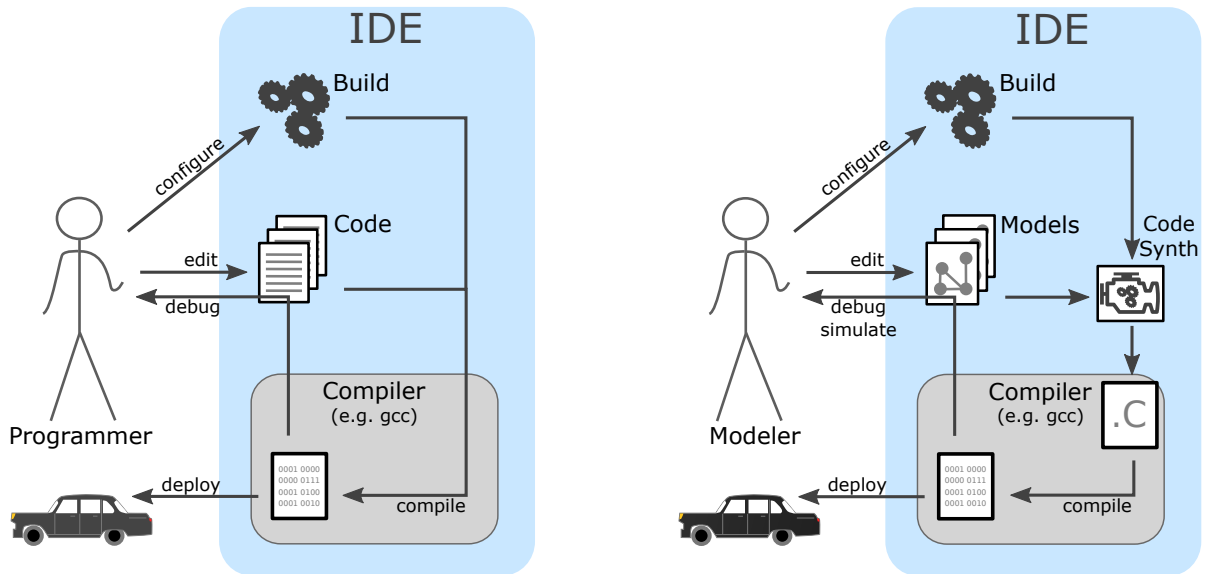 IDE
Build
configure
Code
edit
debug
Compiler
(e.g. gcc)
Programmer
0001 0000
0000 0111
0001 0100
0001 0010
deploy
compile
IDE
Build
configure
Models
Code
Synth
edit
debug
simulate
Compiler
(e.g. gcc)
.C
Modeler
0001 0000
0000 0111
0001 0100
0001 0010
deploy
compile